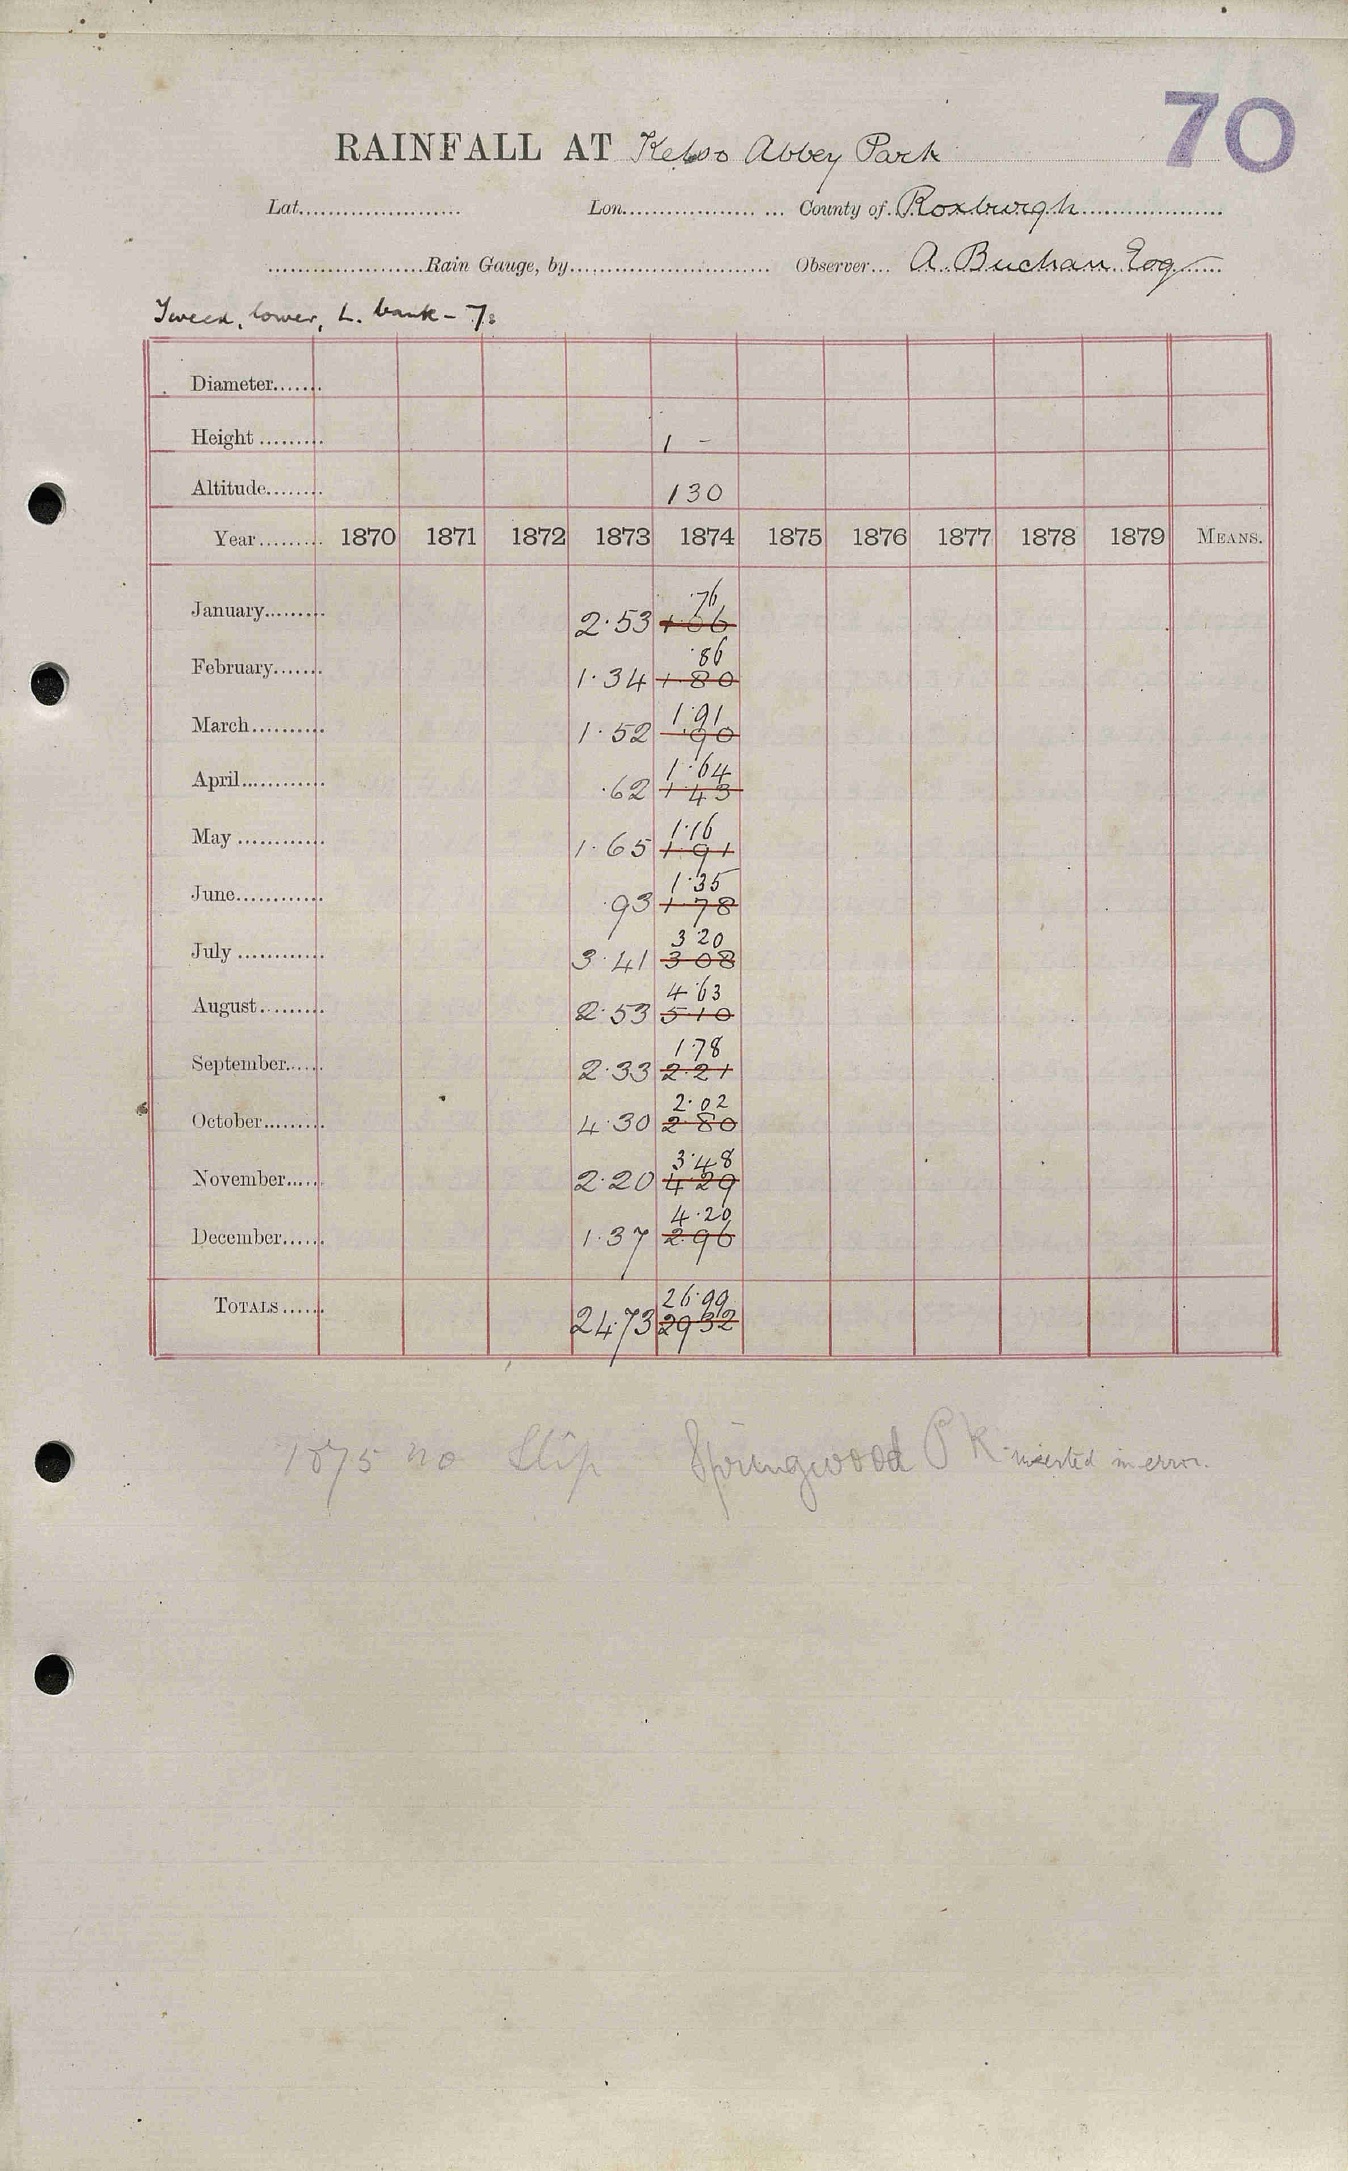 70
RAINFALL AT Kelso Abbey Park
Lat...................... Lon................... ... County of Roxburgh
......................Rain Gauge, by............................ Observer... A. Buchan Esq
Tweed, lower, L. bank - 7.
Diameter.......
Height ......... 1 -
Altitude........ 130
Year......... 1870 1871 1872 1873 1874 1875 1876 1877 1878 1879 MEANS.
January......... 2.53 .76 1.06
February....... 1.34 .86 1.80
March.......... 1.52 1.91 .90
April............ .62 1.64 1.43
May ............ 1.65 1.16 1.91
June............ .93 1.35 1.78
July ............ 3.41 3.20 3.08
August.......... 2.53 4.63 5.10
September...... 2.33 1.78 2.21
October......... 4.30 2.02 2.80
November...... 2.20 3.48 4.29
December...... 1.37 4.20 2.96
TOTALS...... 24.73 26.99 29.32
1875 no Slip Springwood Pk inserted in error.